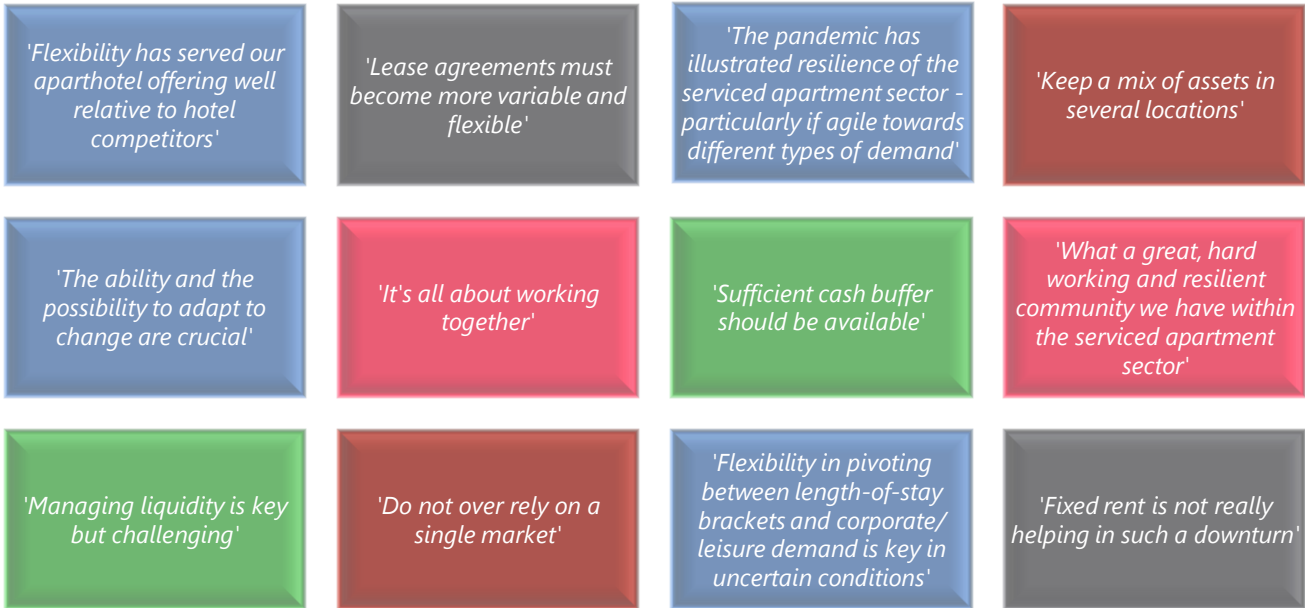 'Flexibility has served our
aparthotel offering well
relative to hotel
competitors'
'Lease agreements must
become more variable and
flexible'
'The pandemic has
illustrated resilience of the
serviced apartment sector -
particularly if agile towards
different types of demand'
'Keep a mix of assets in
several locations'
'The ability and the
possibility to adapt to
change are crucial'
'It's all about working
together'
'Sufficient cash buffer
should be available'
'What a great, hard
working and resilient
community we have within
the serviced apartment
sector'
'Managing liquidity is key
but challenging'
'Do not over rely on a
single market'
'Flexibility in pivoting
between length-of-stay
brackets and corporate/
leisure demand is key in
uncertain conditions'
'Fixed rent is not really
helping in such a downturn'